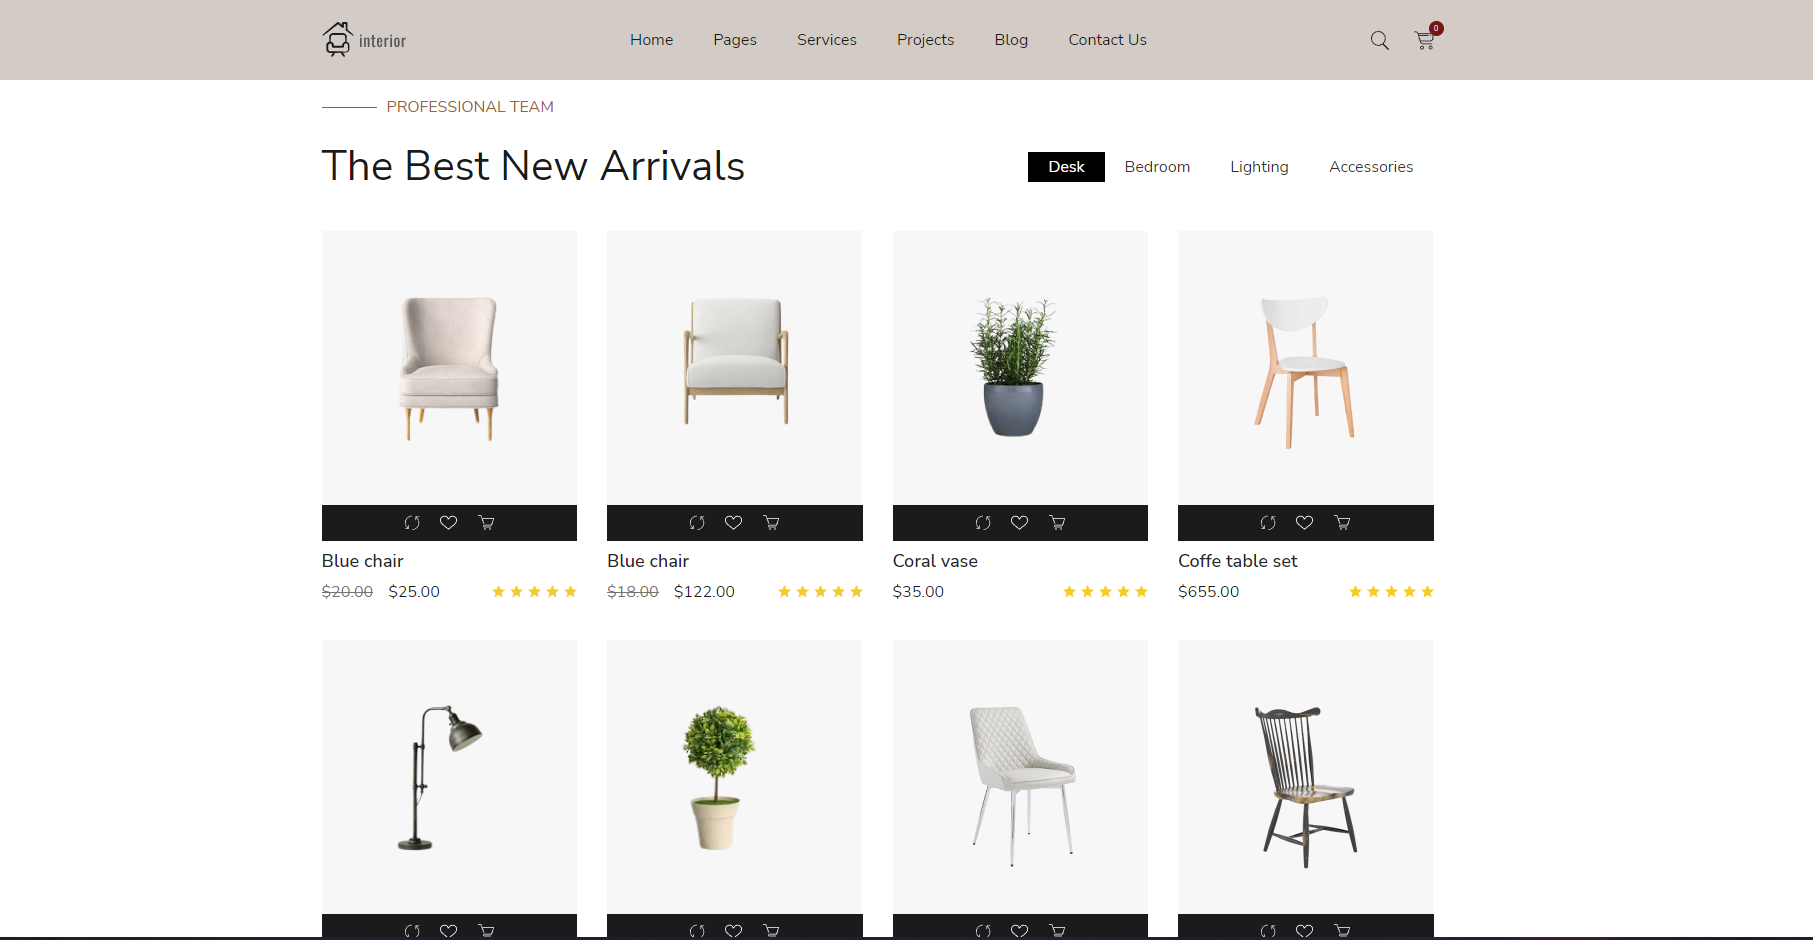 interior
Home Pages Services Projects Blog Contact Us
0
PROFESSIONAL TEAM
The Best New Arrivals
Desk Bedroom Lighting Accessories
Blue chair
$20.00 $25.00
Blue chair
$18.00 $122.00
Coral vase
$35.00
Coffe table set
$655.00